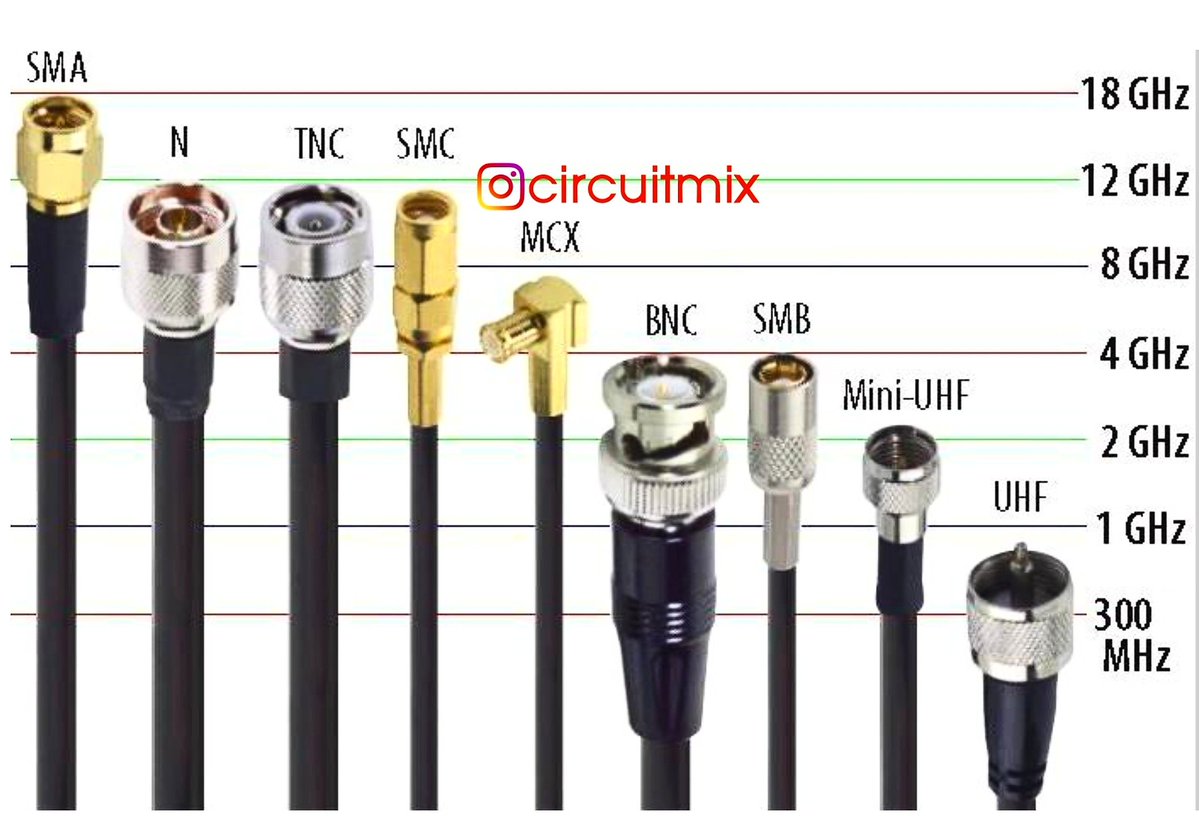 SMA
18 GHz
N
TNC
SMC
circuitmix
12 GHz
MCX
8 GHz
BNC
SMB
4 GHz
Mini-UHF
2 GHz
UHF
1 GHz
300
MHz